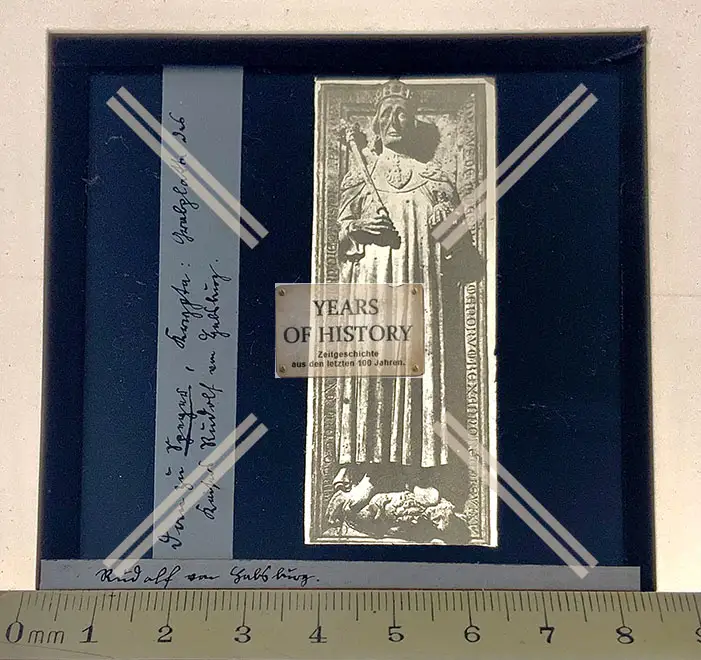 Dom zu Speyer, Krypta: Grabplatte des
Kaisers Rudolf von Habsburg.
YEARS
OF HISTORY
Zeitgeschichte
aus den letzten 100 Jahren.
Rudolf von Habsburg.
0mm 1 2 3 4 5 6 7 8 9